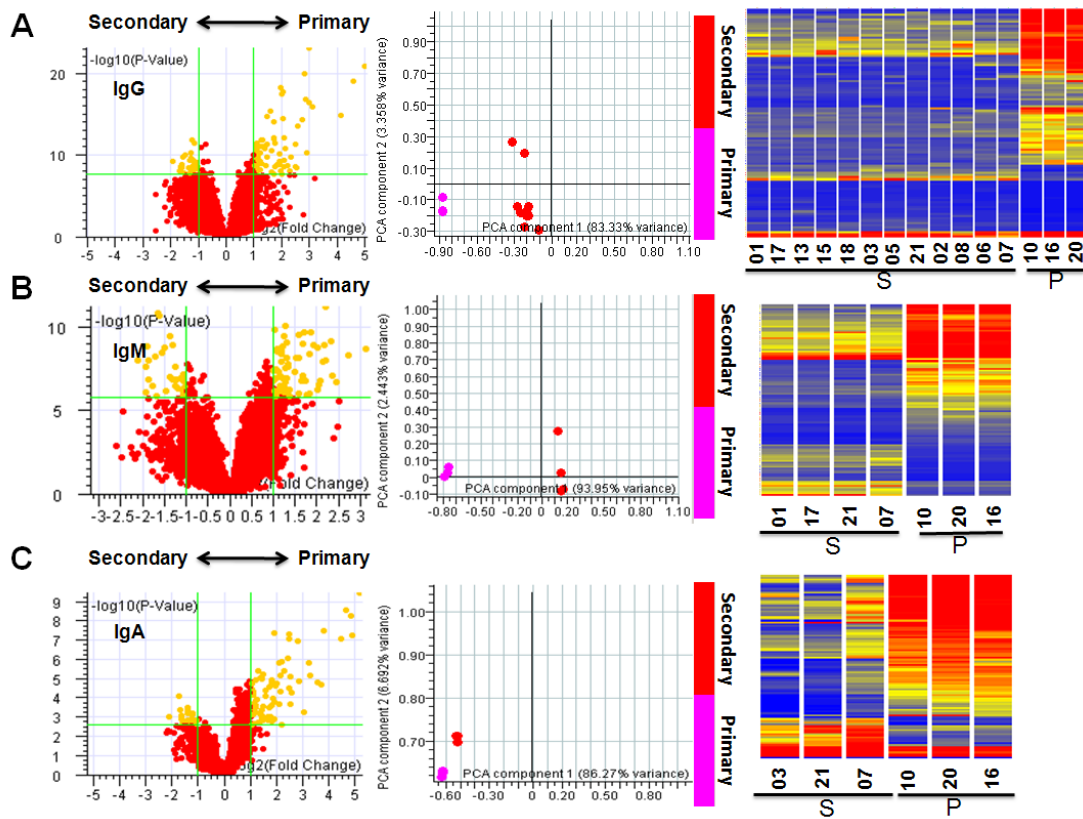 A
Secondary Primary
-log10(P-Value)
IgG
20
10
0
g2(Fold Change)
-5 -4 -3 -2 -1 0 1 2 3 4 5
PCA component 2 (3.358% variance)
0.90
0.70
0.50
0.30
0.10
-0.10
-0.30
PCA component 1 (83.33% variance)
-0.90 -0.60 -0.30 0 0.30 0.60 0.90
Secondary
Primary
01 17 13 15 18 03 05 21 02 08 06 07 10 16 20
S P
B
Secondary Primary
-log10(P-Value)
IgM
10
5
0
(Fold Change)
-3 -2.5 -2 -1.5 -1 -0.5 0 0.5 1 1.5 2 2.5 3
PCA component 2 (2.443% variance)
1.00
0.90
0.80
0.70
0.60
0.50
0.40
0.30
0.20
0.10
0
-0.10
PCA component 1 (93.95% variance)
-0.80 -0.50 -0.20 0 0.20 0.50 0.80 1.10
Secondary
Primary
01 17 21 07 10 20 16
S P
C
Secondary Primary
-log10(P-Value)
IgA
9
8
7
6
5
4
3
2
1
0
g2(Fold Change)
-5 -4 -3 -2 -1 0 1 2 3 4 5
PCA component 2 (6.692% variance)
1.00
0.90
0.80
0.70
PCA component 1 (86.27% variance)
-0.60 -0.30 0 0.30 0.60 0.90
Secondary
Primary
03 21 07 10 20 16
S P